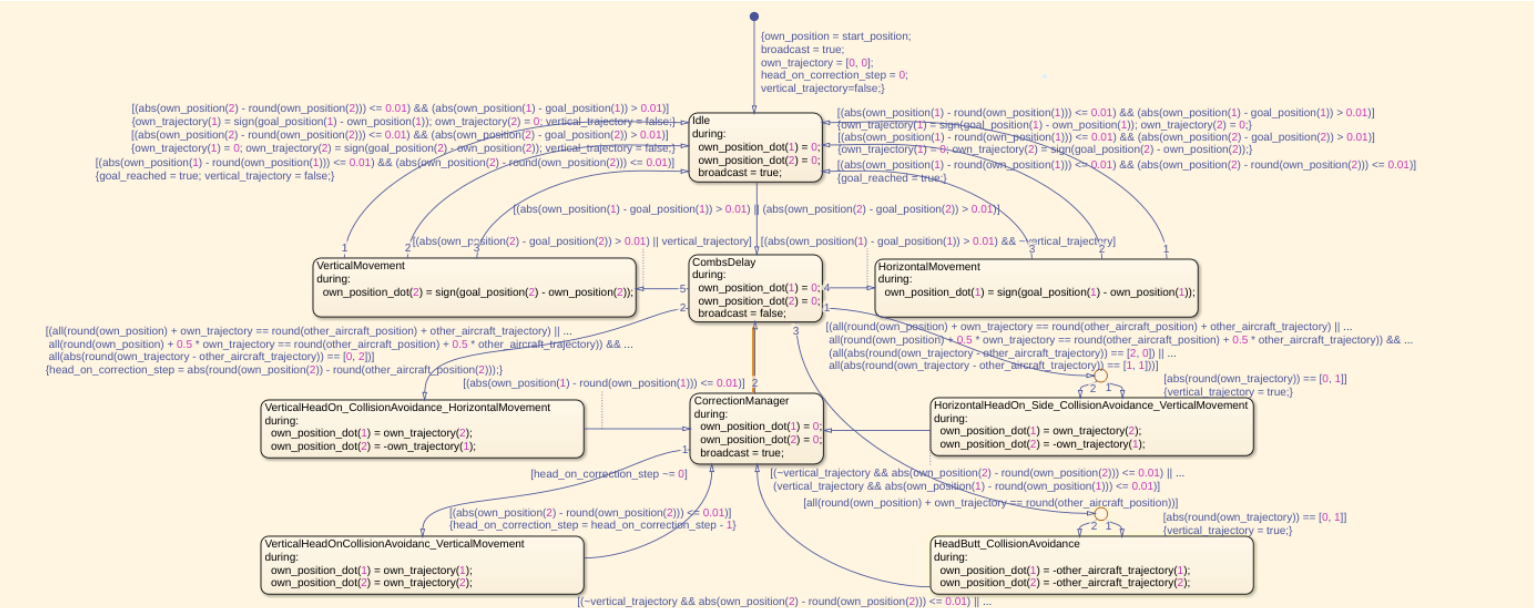 {own_position = start_position;
broadcast = true;
own_trajectory = [0, 0];
head_on_correction_step = 0;
vertical_trajectory=false;}
[(abs(own_position(2) - round(own_position(2))) <= 0.01) && (abs(own_position(1) - goal_position(1)) > 0.01)]
{own_trajectory(1) = sign(goal_position(1) - own_position(1)); own_trajectory(2) = 0; vertical_trajectory = false;}
[(abs(own_position(2) - round(own_position(2))) <= 0.01) && (abs(own_position(2) - goal_position(2)) > 0.01)]
{own_trajectory(1) = 0; own_trajectory(2) = sign(goal_position(2) - own_position(2)); vertical_trajectory = false;}
[(abs(own_position(1) - round(own_position(1))) <= 0.01) && (abs(own_position(2) - round(own_position(2))) <= 0.01)]
{goal_reached = true; vertical_trajectory = false;}
Idle
during:
own_position_dot(1) = 0;
own_position_dot(2) = 0;
broadcast = true;
[(abs(own_position(1) - round(own_position(1))) <= 0.01) && (abs(own_position(1) - goal_position(1)) > 0.01)]
{own_trajectory(1) = sign(goal_position(1) - own_position(1)); own_trajectory(2) = 0;}
[(abs(own_position(1) - round(own_position(1))) <= 0.01) && (abs(own_position(2) - goal_position(2)) > 0.01)]
{own_trajectory(1) = 0; own_trajectory(2) = sign(goal_position(2) - own_position(2));}
[(abs(own_position(1) - round(own_position(1))) <= 0.01) && (abs(own_position(2) - round(own_position(2))) <= 0.01)]
{goal_reached = true;}
[(abs(own_position(1) - goal_position(1)) > 0.01) || (abs(own_position(2) - goal_position(2)) > 0.01)]
1
2
3
[(abs(own_position(2) - goal_position(2)) > 0.01) || vertical_trajectory]
[(abs(own_position(1) - goal_position(1)) > 0.01) && ~vertical_trajectory]
3
2
1
VerticalMovement
during:
own_position_dot(2) = sign(goal_position(2) - own_position(2));
CombsDelay
during:
own_position_dot(1) = 0;
own_position_dot(2) = 0;
broadcast = false;
5
2
4
1
3
HorizontalMovement
during:
own_position_dot(1) = sign(goal_position(1) - own_position(1));
[(all(round(own_position) + own_trajectory == round(other_aircraft_position) + other_aircraft_trajectory) || ...
all(round(own_position) + 0.5 * own_trajectory == round(other_aircraft_position) + 0.5 * other_aircraft_trajectory)) && ...
all(abs(round(own_trajectory - other_aircraft_trajectory) == [0, 2])]
{head_on_correction_step = abs(round(own_position(2)) - round(other_aircraft_position(2)));}
[(all(round(own_position) + own_trajectory == round(other_aircraft_position) + other_aircraft_trajectory) || ...
all(round(own_position) + 0.5 * own_trajectory == round(other_aircraft_position) + 0.5 * other_aircraft_trajectory)) && ...
(all(abs(round(own_trajectory - other_aircraft_trajectory)) == [2, 0]) || ...
all(abs(own_trajectory - other_aircraft_trajectory)) == [1, 1]))]
[(abs(own_position(1) - round(own_position(1))) <= 0.01)]
2
2 1
[abs(round(own_trajectory)) == [0, 1]]
{vertical_trajectory = true;}
VerticalHeadOn_CollisionAvoidance_HorizontalMovement
during:
own_position_dot(1) = own_trajectory(2);
own_position_dot(2) = -own_trajectory(1);
CorrectionManager
during:
own_position_dot(1) = 0;
own_position_dot(2) = 0;
broadcast = true;
1
HorizontalHeadOn_Side_CollisionAvoidance_VerticalMovement
during:
own_position_dot(1) = own_trajectory(2);
own_position_dot(2) = -own_trajectory(1);
[head_on_correction_step ~= 0]
[(~vertical_trajectory && abs(own_position(2) - round(own_position(2))) <= 0.01) || ...
(vertical_trajectory && abs(own_position(1) - round(own_position(1))) <= 0.01)]
[all(round(own_position) + own_trajectory == round(other_aircraft_position))]
[(abs(own_position(2) - round(own_position(2))) <= 0.01)]
{head_on_correction_step = head_on_correction_step - 1}
2 1
[abs(round(own_trajectory)) == [0, 1]]
{vertical_trajectory = true;}
VerticalHeadOnCollisionAvoidanc_VerticalMovement
during:
own_position_dot(1) = own_trajectory(1);
own_position_dot(2) = own_trajectory(2);
HeadButt_CollisionAvoidance
during:
own_position_dot(1) = -other_aircraft_trajectory(1);
own_position_dot(2) = -other_aircraft_trajectory(2);
[(~vertical_trajectory && abs(own_position(2) - round(own_position(2))) <= 0.01) || ...